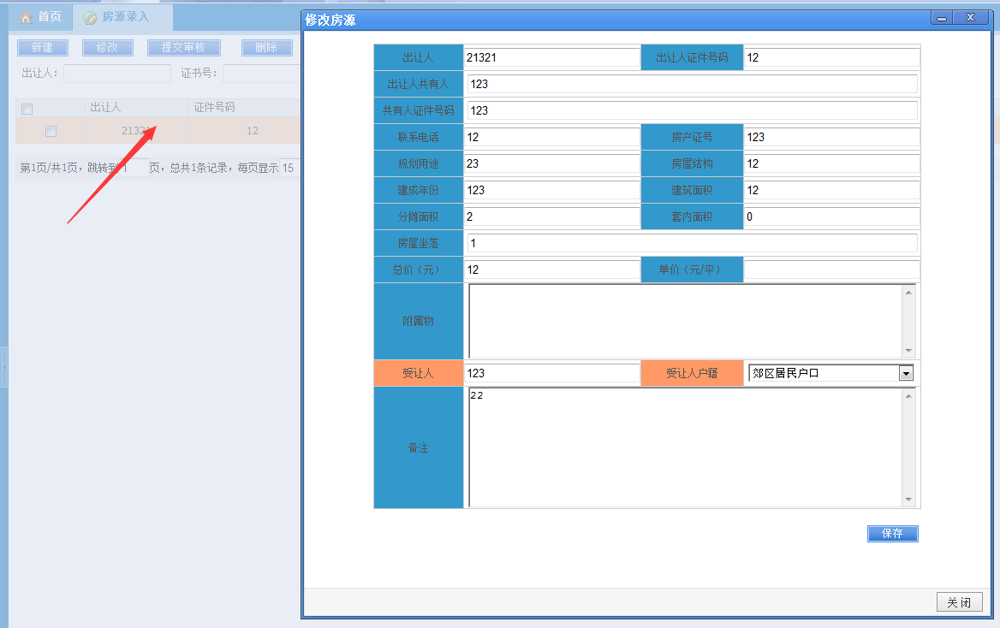 首页
房源录入
新建 修改 提交审核 删除
出让人： 证书号：
出让人 证件号码
21321 12
第1页/共1页，跳转到 1 页，总共1条记录，每页显示 15
修改房源
出让人 21321 出让人证件号码 12
出让人共有人 123
共有人证件号码 123
联系电话 12 房产证号 123
规划用途 23 房屋结构 12
建成年份 123 建筑面积 12
分摊面积 2 套内面积 0
房屋坐落 1
总价（元） 12 单价（元/平）
附属物
受让人 123 受让人户籍 郊区居民户口
备注 22
保存
关 闭